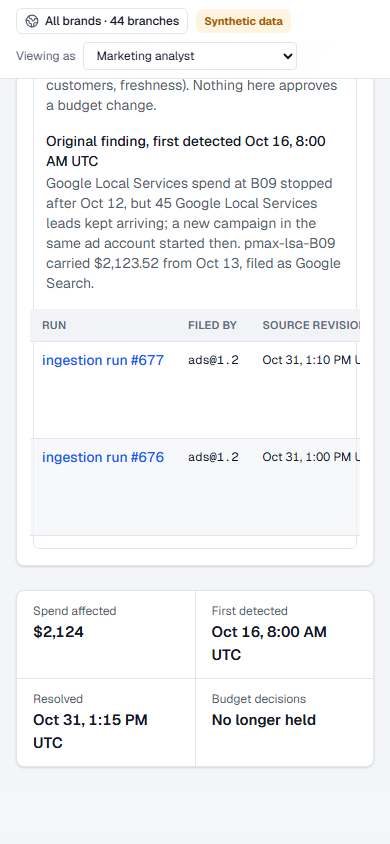 All brands · 44 branches
Synthetic data
Viewing as
Marketing analyst
customers, freshness). Nothing here approves
a budget change.
Original finding, first detected Oct 16, 8:00
AM UTC
Google Local Services spend at B09 stopped
after Oct 12, but 45 Google Local Services
leads kept arriving; a new campaign in the
same ad account started then. pmax-lsa-B09
carried $2,123.52 from Oct 13, filed as Google
Search.
RUN FILED BY SOURCE REVISIO
ingestion run #677 ads@1.2 Oct 31, 1:10 PM U
ingestion run #676 ads@1.2 Oct 31, 1:00 PM U
Spend affected
$2,124
First detected
Oct 16, 8:00 AM
UTC
Resolved
Oct 31, 1:15 PM
UTC
Budget decisions
No longer held